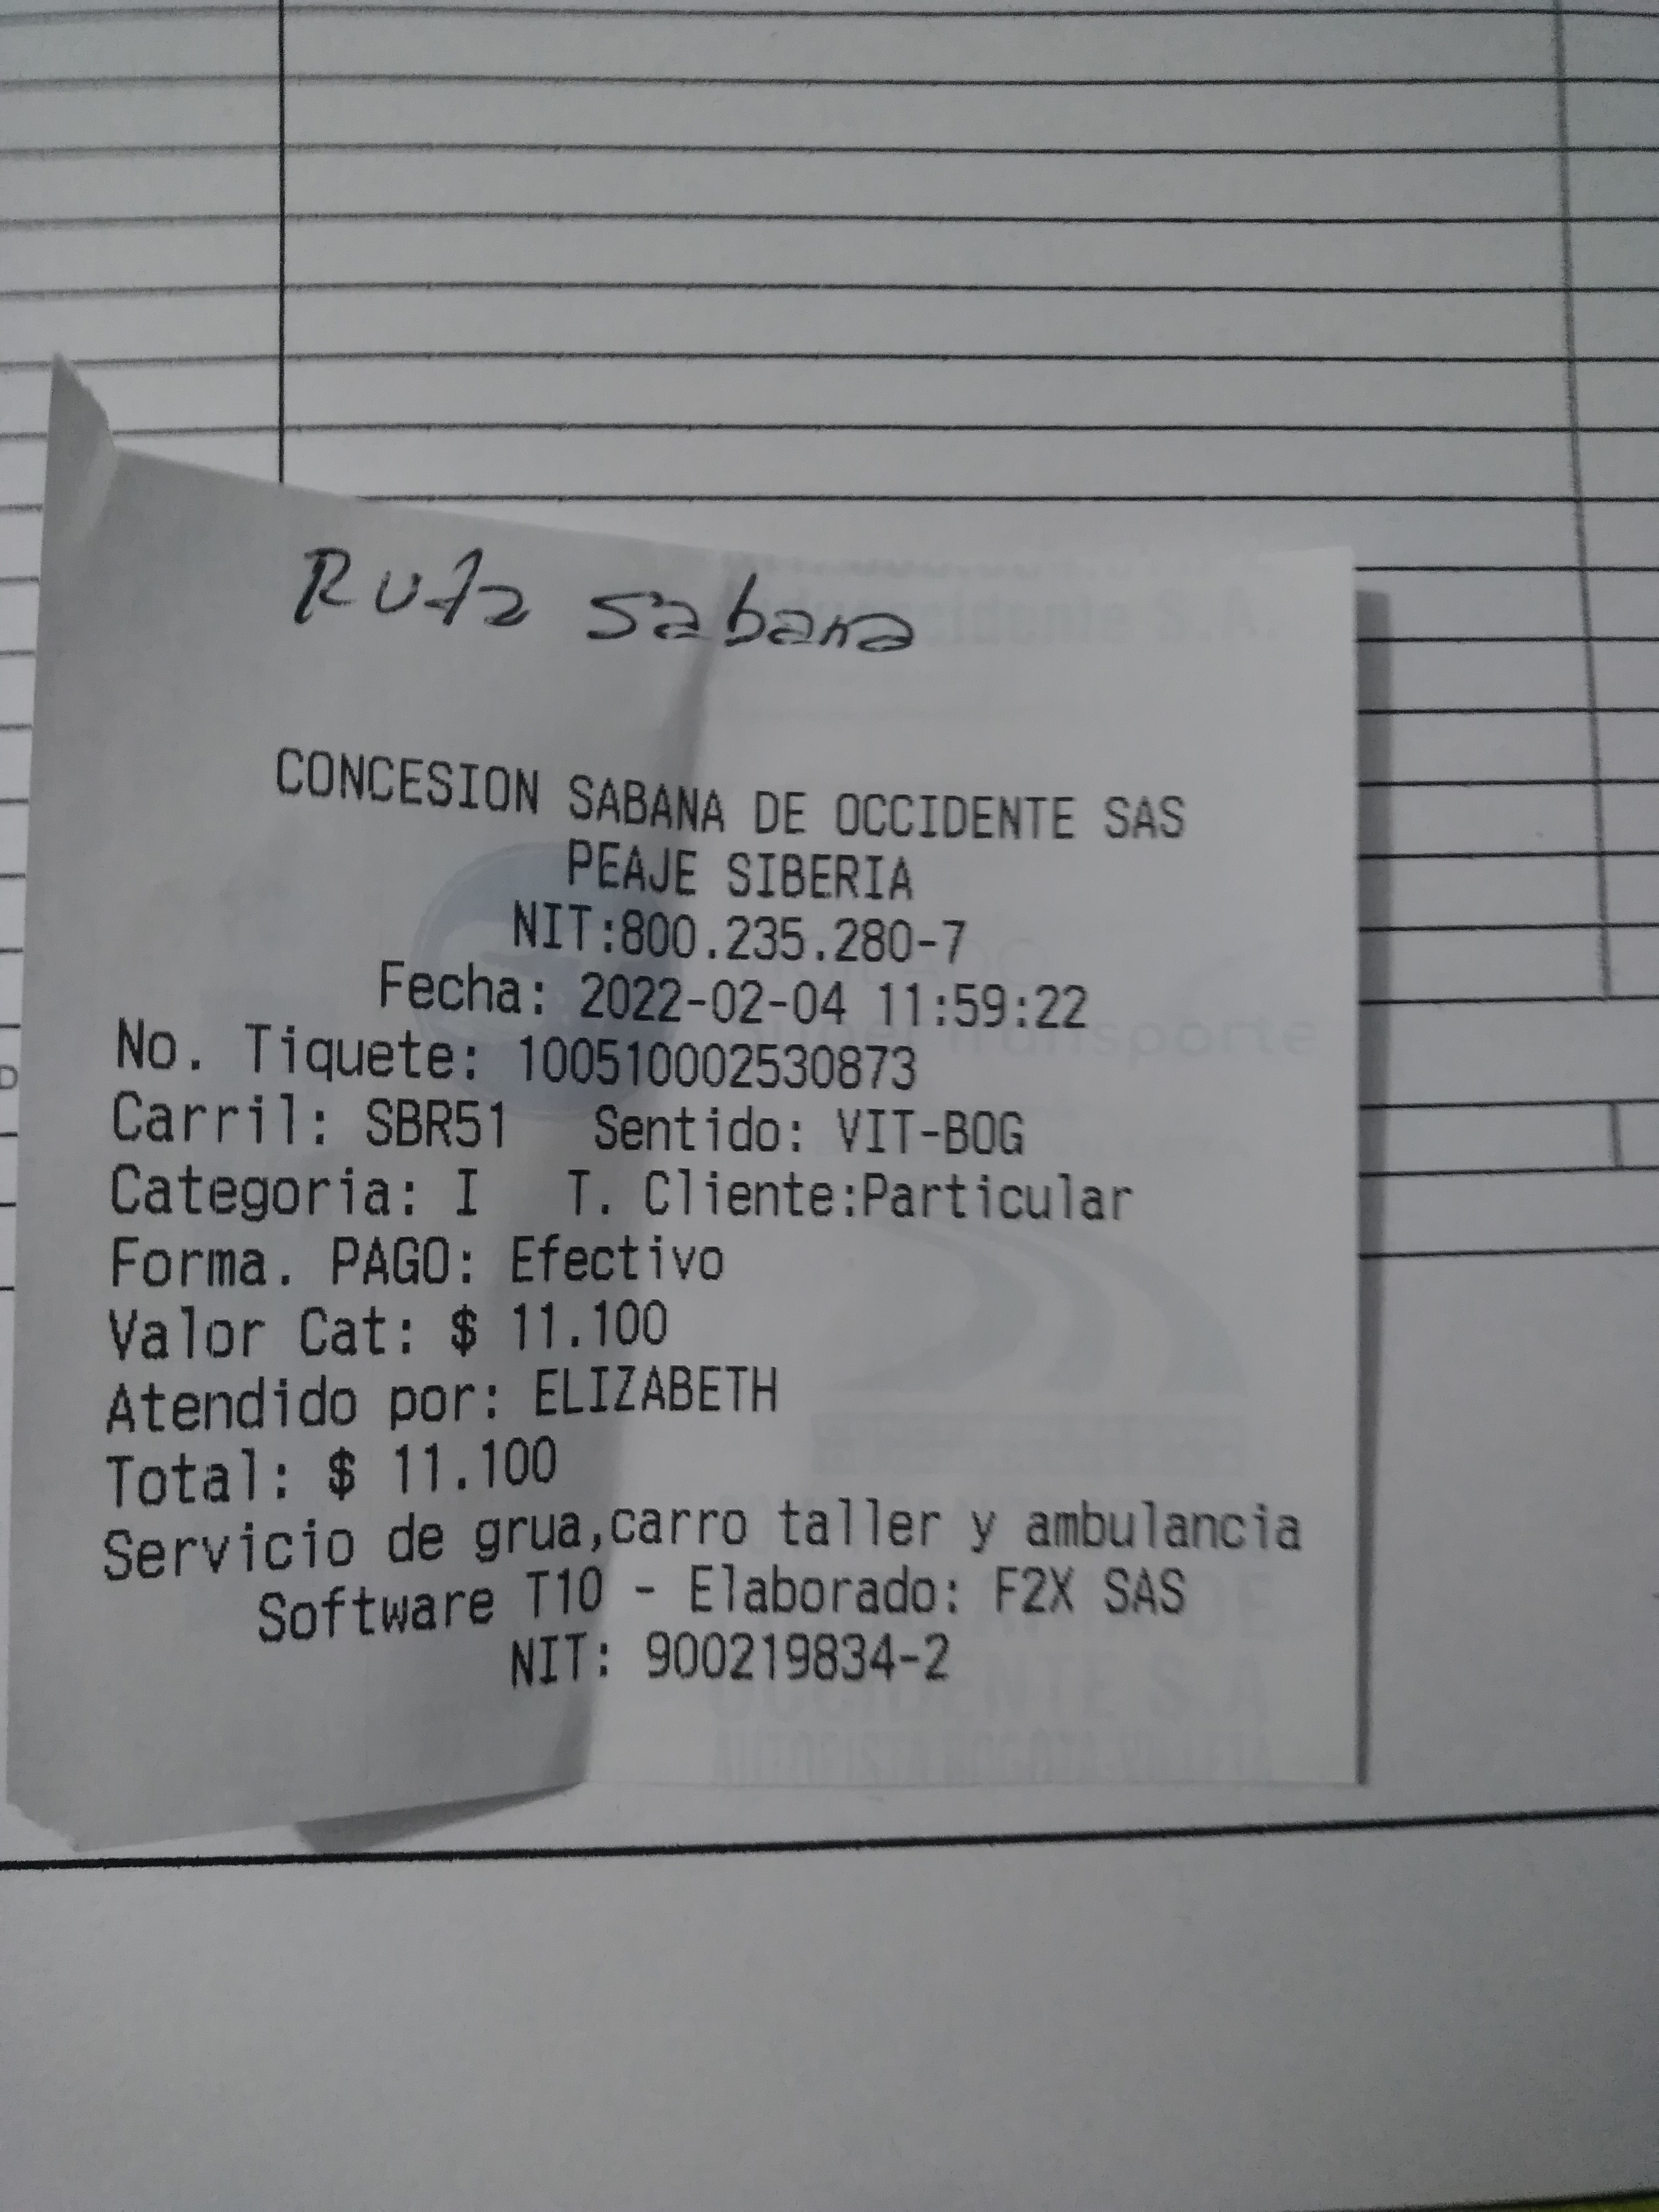 Ruta Sabana
CONCESION SABANA DE OCCIDENTE SAS
PEAJE SIBERIA
NIT:800.235.280-7
Fecha: 2022-02-04 11:59:22
No. Tiquete: 100510002530873
Carril: SBR51 Sentido: VIT-BOG
Categoria: I T. Cliente:Particular
Forma. PAGO: Efectivo
Valor Cat: $ 11.100
Atendido por: ELIZABETH
Total: $ 11.100
Servicio de grua,carro taller y ambulancia
Software T10 - Elaborado: F2X SAS
NIT: 900219834-2